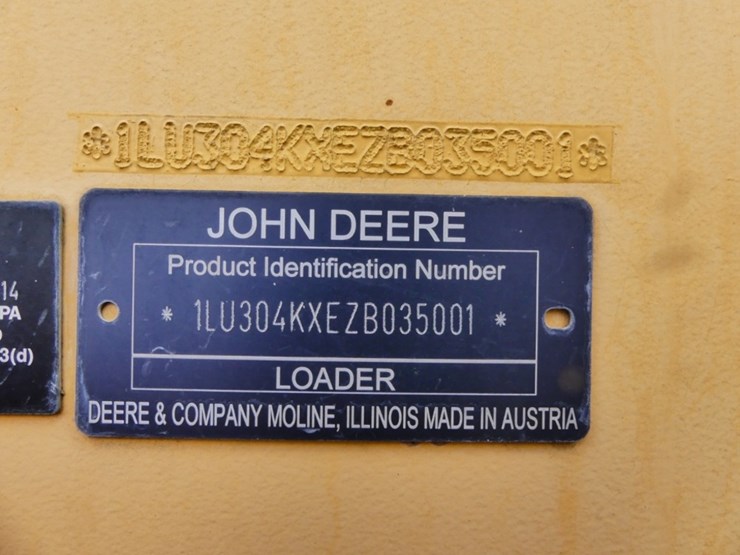 *1LU304KXEZB035001*
JOHN DEERE
Product Identification Number
* 1LU304KXEZB035001 *
LOADER
DEERE & COMPANY MOLINE, ILLINOIS MADE IN AUSTRIA
14
PA
3(d)